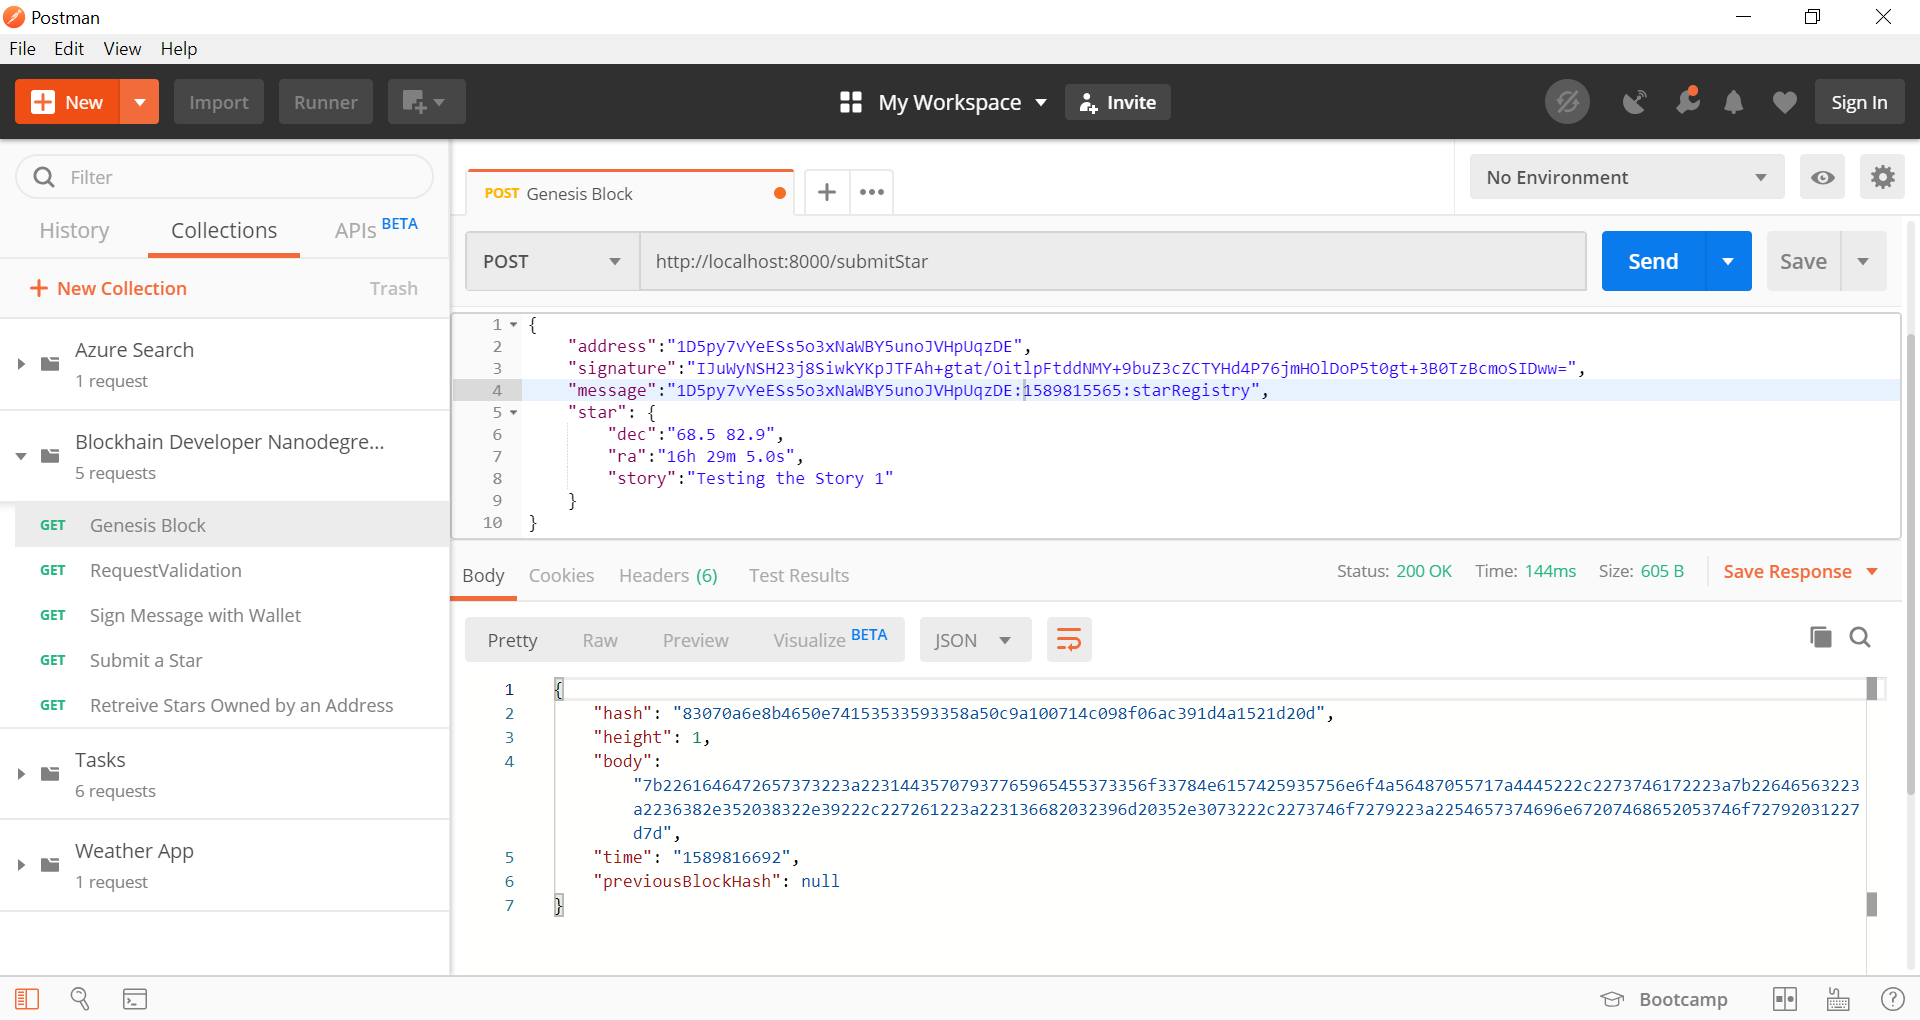 Postman
File Edit View Help
New Import Runner My Workspace Invite Sign In
Filter
History Collections APIs BETA
New Collection Trash
Azure Search
1 request
Blockhain Developer Nanodegre...
5 requests
GET Genesis Block
GET RequestValidation
GET Sign Message with Wallet
GET Submit a Star
GET Retreive Stars Owned by an Address
Tasks
6 requests
Weather App
1 request
POST Genesis Block
No Environment
POST http://localhost:8000/submitStar Send Save
1 {
2 "address":"1D5py7vYeESs5o3xNaWBY5unoJVHpUqzDE",
3 "signature":"IJuWyNSH23j8SiwkYKpJTFAh+gtat/OitlpFtddNMY+9buZ3cZCTYHd4P76jmHOlDoP5t0gt+3B0TzBcmoSIDww=",
4 "message":"1D5py7vYeESs5o3xNaWBY5unoJVHpUqzDE:1589815565:starRegistry",
5 "star": {
6 "dec":"68.5 82.9",
7 "ra":"16h 29m 5.0s",
8 "story":"Testing the Story 1"
9 }
10 }
Body Cookies Headers (6) Test Results Status: 200 OK Time: 144ms Size: 605 B Save Response
Pretty Raw Preview Visualize BETA JSON
1 {
2 "hash": "83070a6e8b4650e74153533593358a50c9a100714c098f06ac391d4a1521d20d",
3 "height": 1,
4 "body":
"7b2261646472657373223a22314435707937765965455373356f33784e6157425935756e6f4a56487055717a4445222c2273746172223a7b22646563223
a2236382e352038322e39222c227261223a223136682032396d20352e3073222c2273746f7279223a2254657374696e67207468652053746f72792031227
d7d",
5 "time": "1589816692",
6 "previousBlockHash": null
7 }
Bootcamp